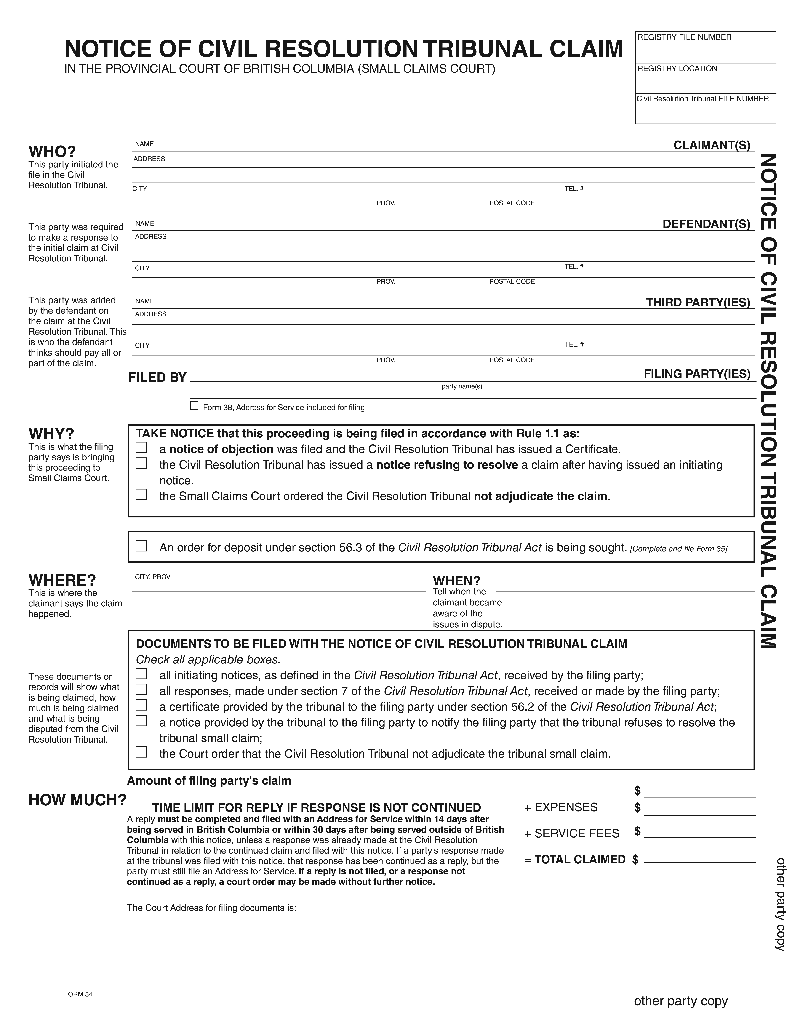 NOTICE OF CIVIL RESOLUTION TRIBUNAL CLAIM
IN THE PROVINCIAL COURT OF BRITISH COLUMBIA (SMALL CLAIMS COURT)
REGISTRY FILE NUMBER
REGISTRY LOCATION
Civil Resolution Tribunal FILE NUMBER
WHO?
This party initiated the
file in the Civil
Resolution Tribunal.
NAME
CLAIMANT(S)
ADDRESS
CITY
TEL. #
PROV.
POSTAL CODE
This party was required
to make a response to
the initial claim at Civil
Resolution Tribunal.
NAME
DEFENDANT(S)
ADDRESS
CITY
TEL. #
PROV.
POSTAL CODE
This party was added
by the defendant on
the claim at the Civil
Resolution Tribunal. This
is who the defendant
thinks should pay all or
part of the claim.
NAME
THIRD PARTY(IES)
ADDRESS
CITY
TEL. #
PROV.
POSTAL CODE
FILED BY
FILING PARTY(IES)
party name(s)
Form 38, Address for Service included for filing
WHY?
This is what the filing
party says is bringing
this proceeding to
Small Claims Court.
TAKE NOTICE that this proceeding is being filed in accordance with Rule 1.1 as:
a notice of objection was filed and the Civil Resolution Tribunal has issued a Certificate.
the Civil Resolution Tribunal has issued a notice refusing to resolve a claim after having issued an initiating
notice.
the Small Claims Court ordered the Civil Resolution Tribunal not adjudicate the claim.
An order for deposit under section 56.3 of the Civil Resolution Tribunal Act is being sought. [Complete and file Form 35]
WHERE?
This is where the
claimant says the claim
happened.
CITY, PROV
WHEN?
Tell when the
claimant became
aware of the
issues in dispute.
These documents or
records will show what
is being claimed, how
much is being claimed
and what is being
disputed from the Civil
Resolution Tribunal.
DOCUMENTS TO BE FILED WITH THE NOTICE OF CIVIL RESOLUTION TRIBUNAL CLAIM
Check all applicable boxes.
all initiating notices, as defined in the Civil Resolution Tribunal Act, received by the filing party;
all responses, made under section 7 of the Civil Resolution Tribunal Act, received or made by the filing party;
a certificate provided by the tribunal to the filing party under section 56.2 of the Civil Resolution Tribunal Act;
a notice provided by the tribunal to the filing party to notify the filing party that the tribunal refuses to resolve the
tribunal small claim;
the Court order that the Civil Resolution Tribunal not adjudicate the tribunal small claim.
HOW MUCH?
Amount of filing party's claim
$
TIME LIMIT FOR REPLY IF RESPONSE IS NOT CONTINUED
A reply must be completed and filed with an Address for Service within 14 days after
being served in British Columbia or within 30 days after being served outside of British
Columbia with this notice, unless a response was already made at the Civil Resolution
Tribunal in relation to the continued claim and filed with this notice. If a party's response made
at the tribunal was filed with this notice, that response has been continued as a reply, but the
party must still file an Address for Service. If a reply is not filed, or a response not
continued as a reply, a court order may be made without further notice.
+ EXPENSES $
+ SERVICE FEES $
= TOTAL CLAIMED $
The Court Address for filing documents is:
NOTICE OF CIVIL RESOLUTION TRIBUNAL CLAIM
other party copy
other party copy